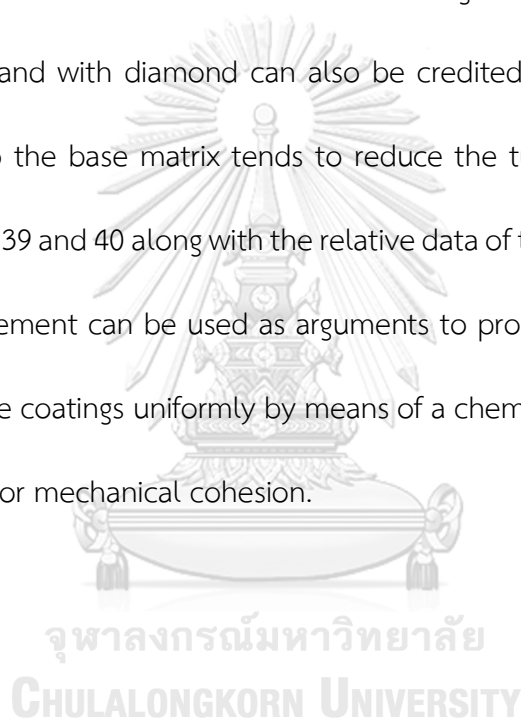 and with diamond can also be credited
the base matrix tends to reduce the
39 and 40 along with the relative data of
ement can be used as arguments to
e coatings uniformly by means of a
or mechanical cohesion.
จุฬาลงกรณ์มหาวิทยาลัย
CHULALONGKORN UNIVERSITY